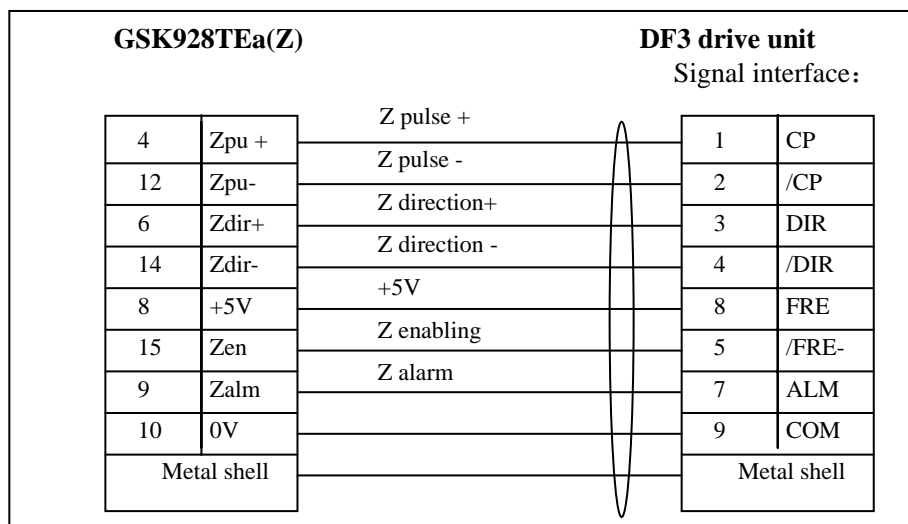 GSK928TEa(Z) DF3 drive unit
Signal interface：
Z pulse +
4 Zpu + 1 CP
Z pulse -
12 Zpu- 2 /CP
Z direction+
6 Zdir+ 3 DIR
Z direction -
14 Zdir- 4 /DIR
+5V
8 +5V 8 FRE
Z enabling
15 Zen 5 /FRE-
Z alarm
9 Zalm 7 ALM
10 0V 9 COM
Metal shell Metal shell